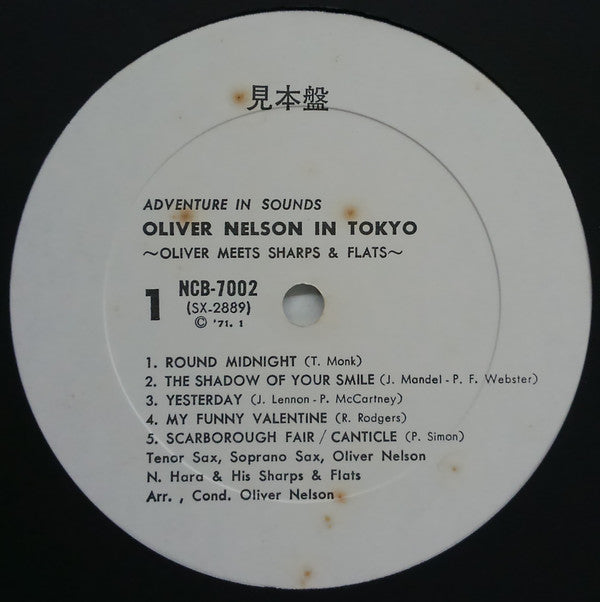 見本盤
ADVENTURE IN SOUNDS
OLIVER NELSON IN TOKYO
～OLIVER MEETS SHARPS & FLATS～
1
NCB-7002
(SX-2889)
© '71. 1
1. ROUND MIDNIGHT (T. Monk)
2. THE SHADOW OF YOUR SMILE (J. Mandel - P. F. Webster)
3. YESTERDAY (J. Lennon - P. McCartney)
4. MY FUNNY VALENTINE (R. Rodgers)
5. SCARBOROUGH FAIR / CANTICLE (P. Simon)
Tenor Sax, Soprano Sax, Oliver Nelson
N. Hara & His Sharps & Flats
Arr. , Cond. Oliver Nelson